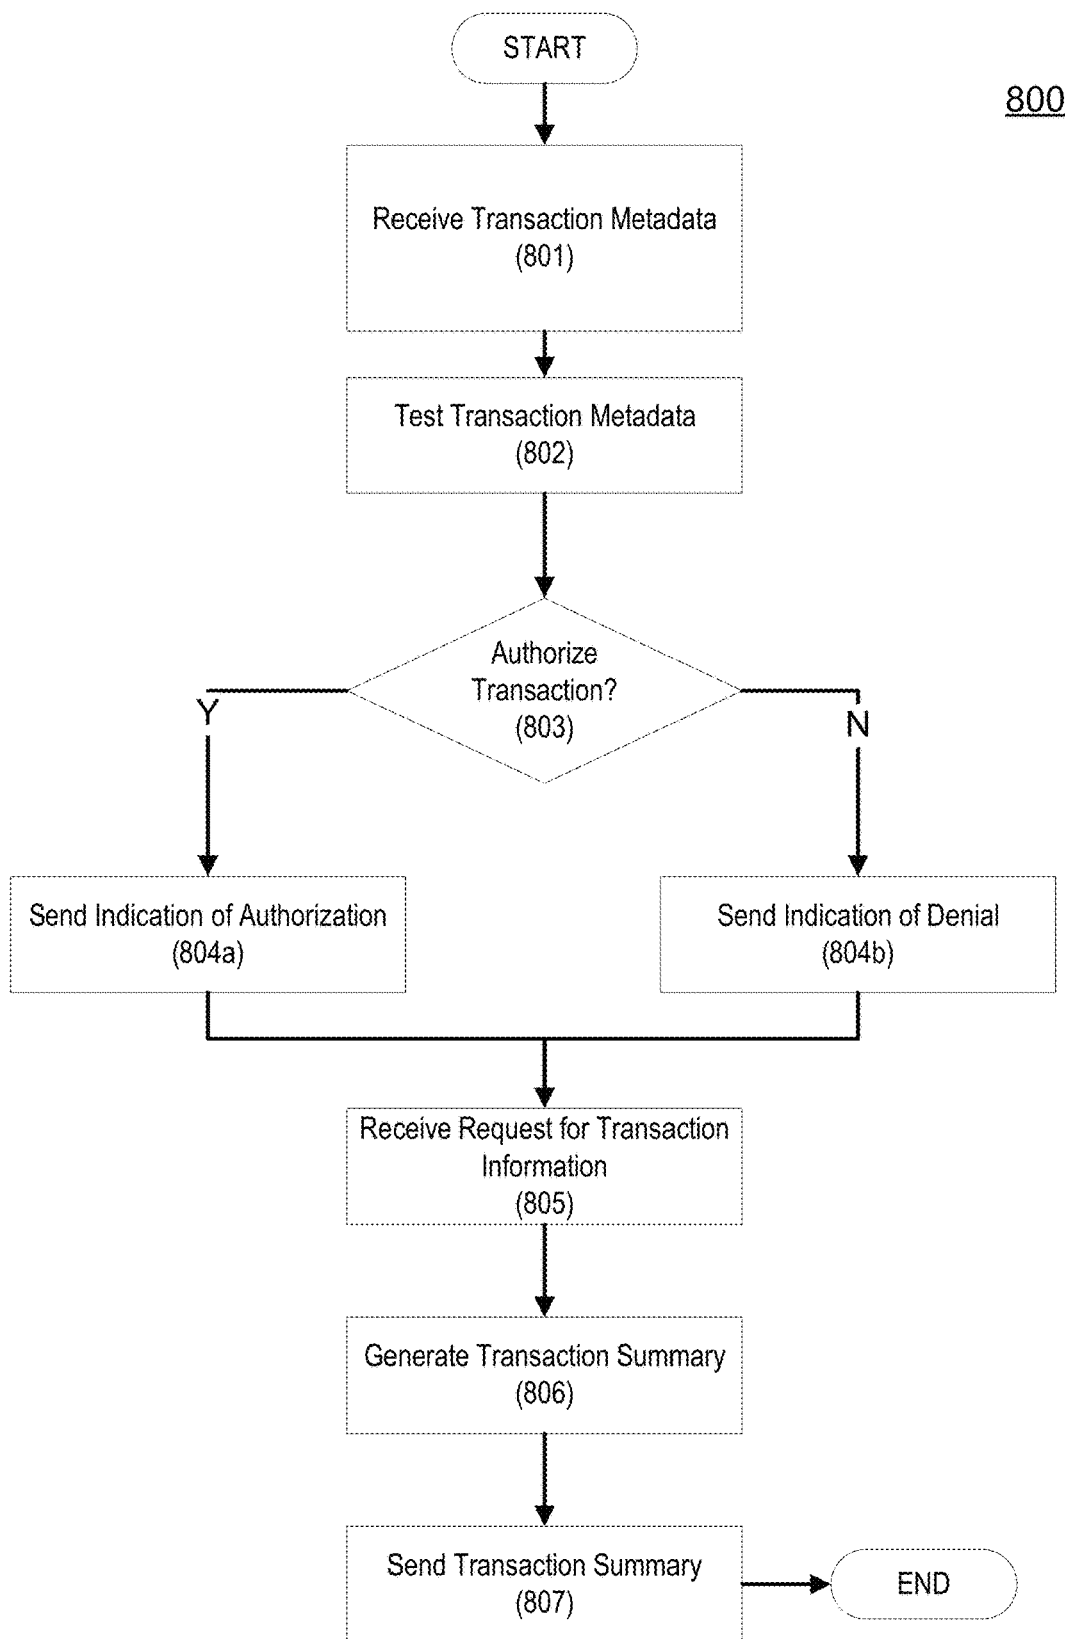 START
800
Receive Transaction Metadata
(801)
Test Transaction Metadata
(802)
Authorize
Transaction?
(803)
Y
N
Send Indication of Authorization
(804a)
Send Indication of Denial
(804b)
Receive Request for Transaction
Information
(805)
Generate Transaction Summary
(806)
Send Transaction Summary
(807)
END